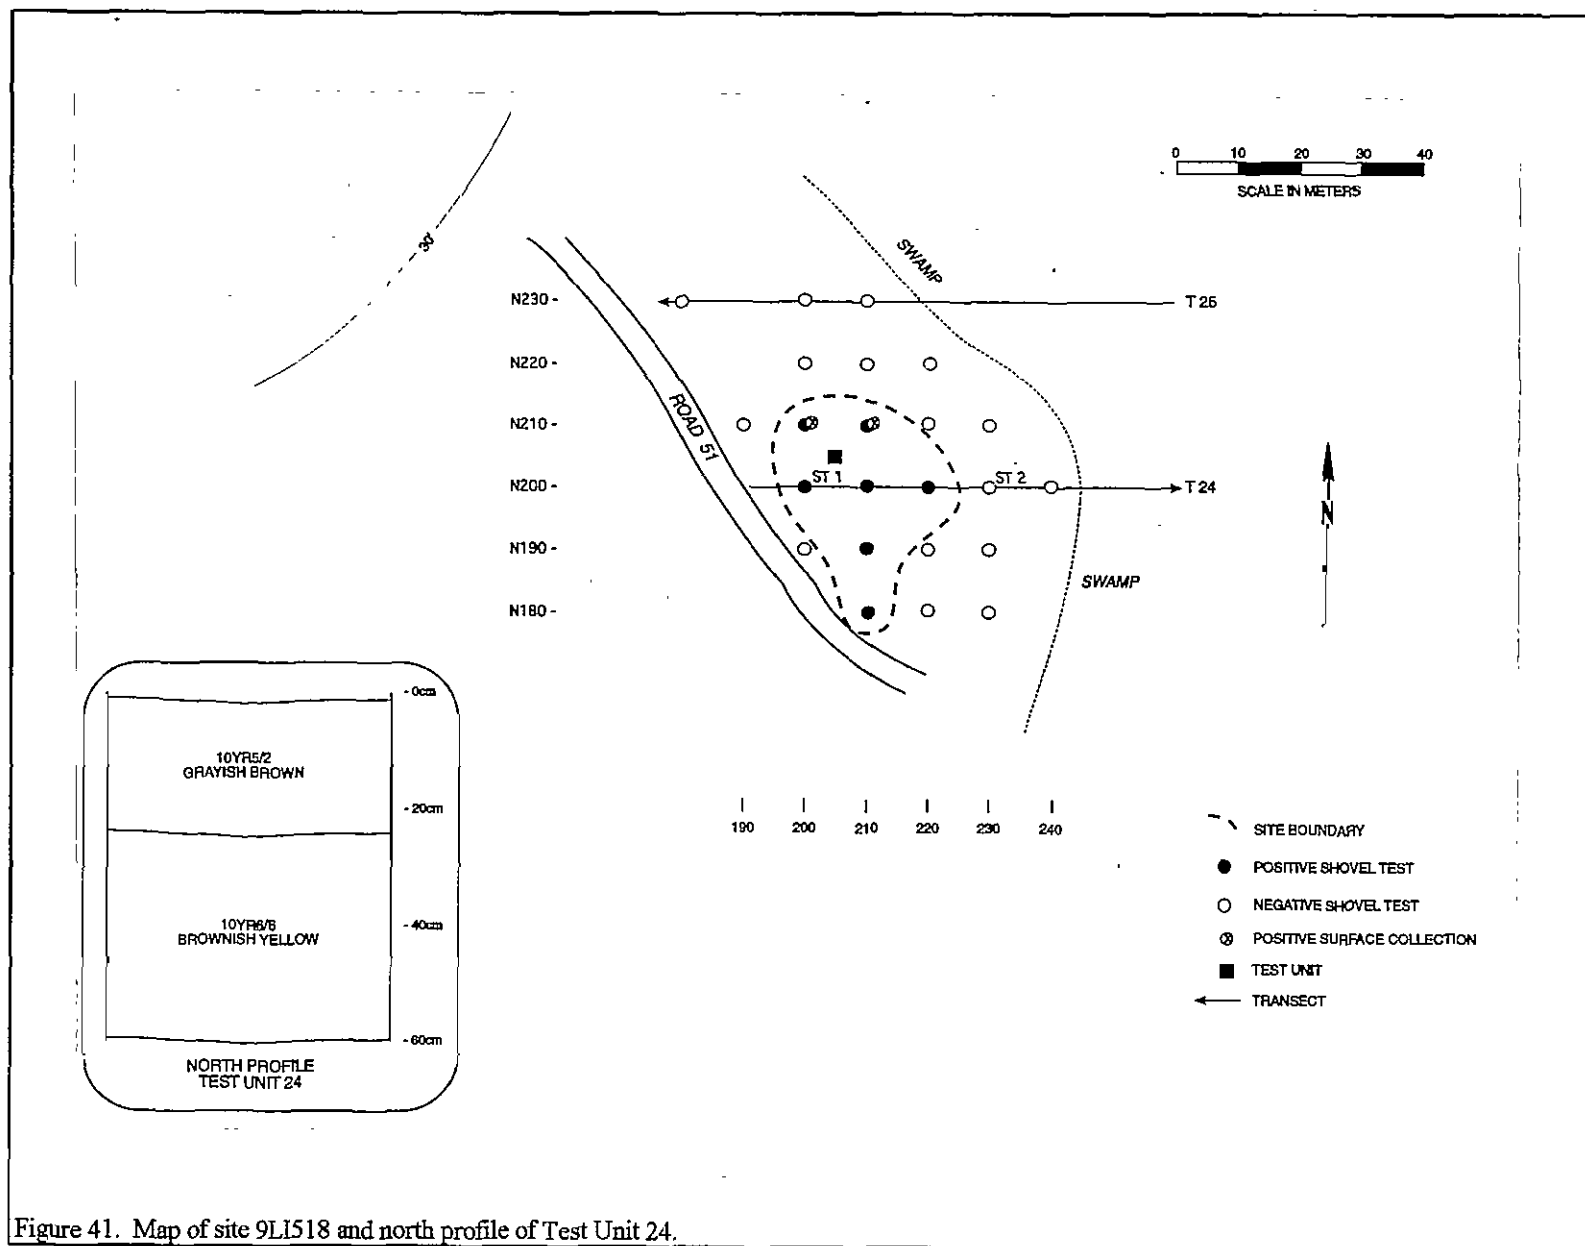 0 10 20 30 40
SCALE IN METERS
30'
SWAMP
N230 -
T 26
N220 -
N210 -
ROAD 51
ST 1
ST 2
N200 -
T 24
N
N190 -
SWAMP
N180 -
- 0cm
10YR5/2
GRAYISH BROWN
- 20cm
10YR6/6
BROWNISH YELLOW
- 40cm
- 60cm
NORTH PROFILE
TEST UNIT 24
190 200 210 220 230 240
SITE BOUNDARY
POSITIVE SHOVEL TEST
NEGATIVE SHOVEL TEST
POSITIVE SURFACE COLLECTION
TEST UNIT
TRANSECT
Figure 41. Map of site 9LI518 and north profile of Test Unit 24.